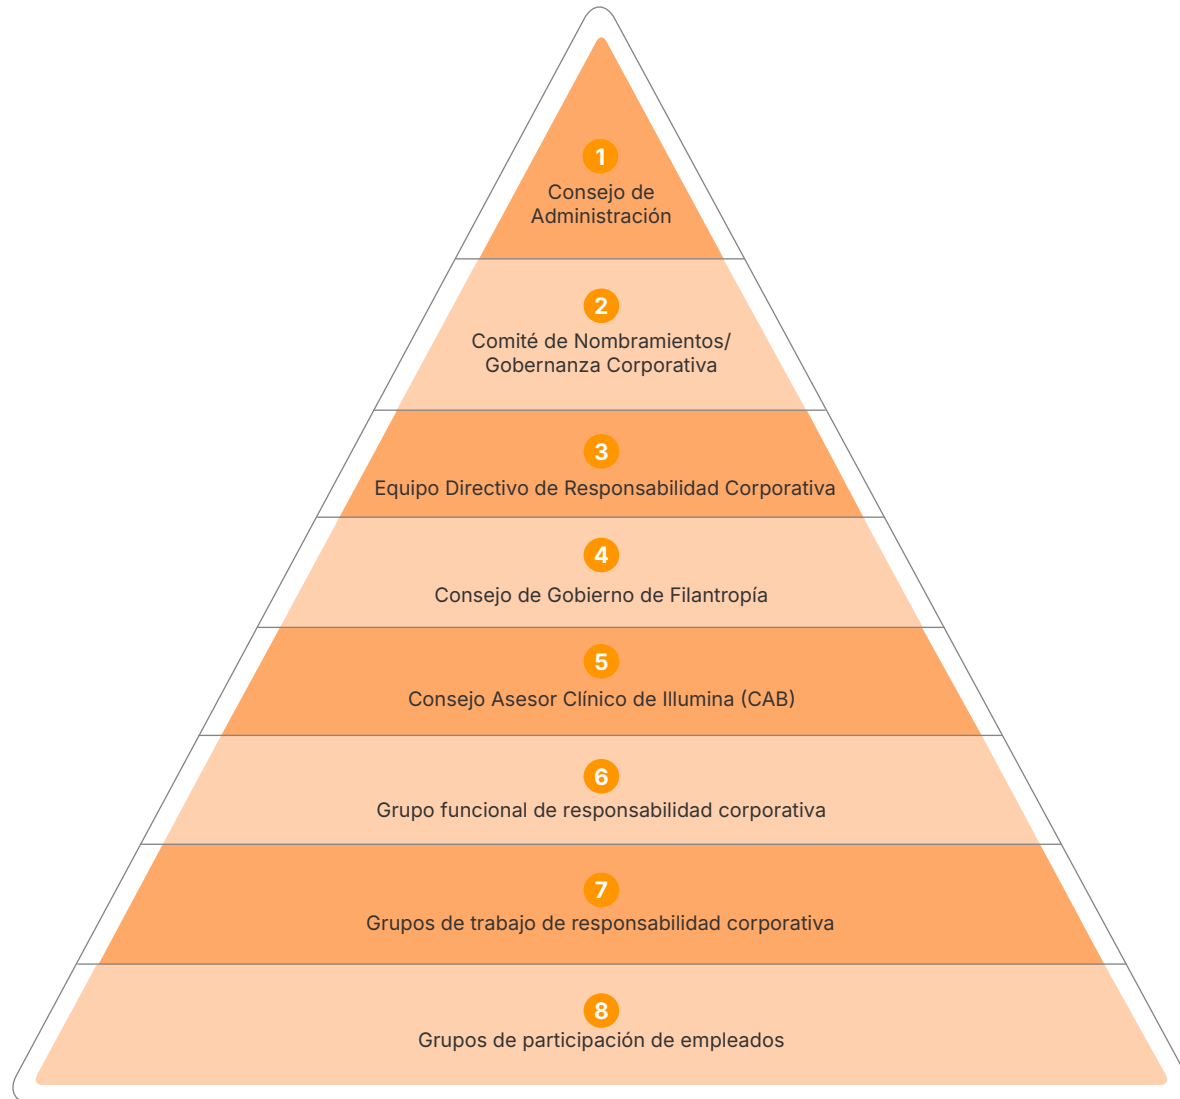 1
Consejo de
Administración
2
Comité de Nombramientos/
Gobernanza Corporativa
3
Equipo Directivo de Responsabilidad Corporativa
4
Consejo de Gobierno de Filantropía
5
Consejo Asesor Clínico de Illumina (CAB)
6
Grupo funcional de responsabilidad corporativa
7
Grupos de trabajo de responsabilidad corporativa
8
Grupos de participación de empleados